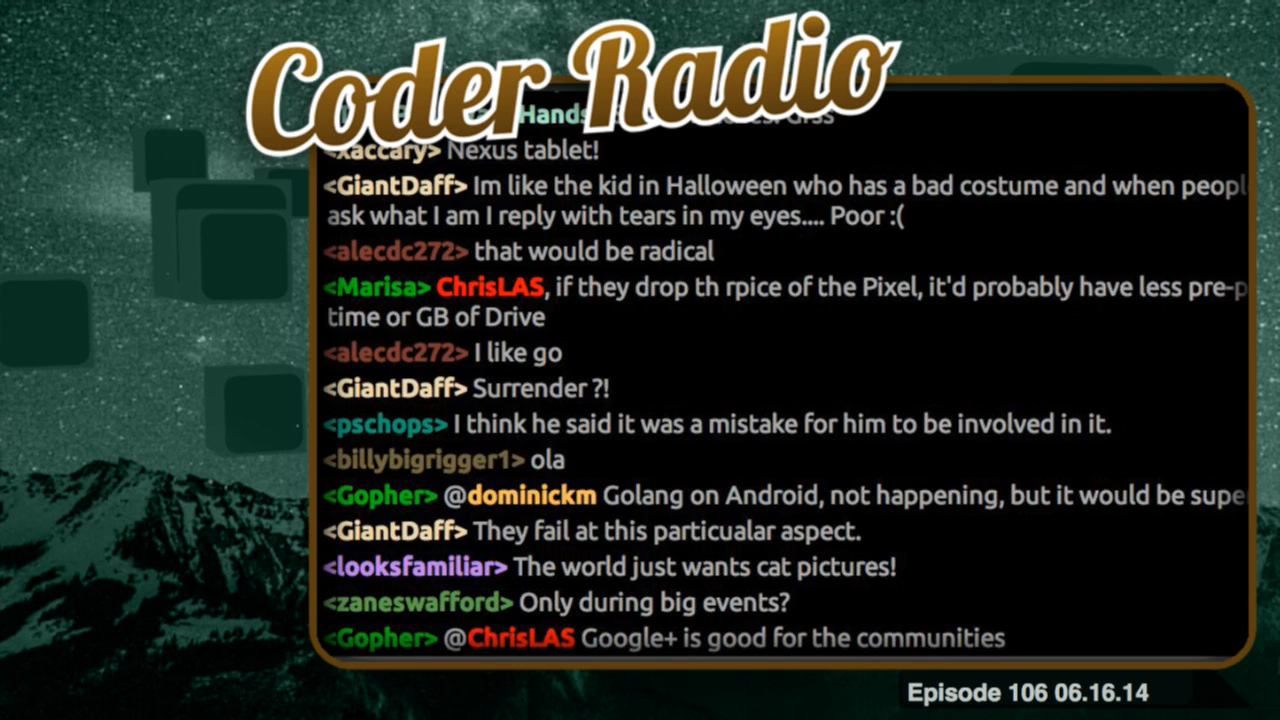 Coder Radio
Hands
<xaccary> Nexus tablet!
<GiantDaff> Im like the kid in Halloween who has a bad costume and when peopl
ask what I am I reply with tears in my eyes.... Poor :(
<alecdc272> that would be radical
<Marisa> ChrisLAS, if they drop th rpice of the Pixel, it'd probably have less pre-p
time or GB of Drive
<alecdc272> I like go
<GiantDaff> Surrender ?!
<pschops> I think he said it was a mistake for him to be involved in it.
<billybigrigger1> ola
<Gopher> @dominickm Golang on Android, not happening, but it would be supe
<GiantDaff> They fail at this particualar aspect.
<looksfamiliar> The world just wants cat pictures!
<zaneswafford> Only during big events?
<Gopher> @ChrisLAS Google+ is good for the communities
Episode 106 06.16.14